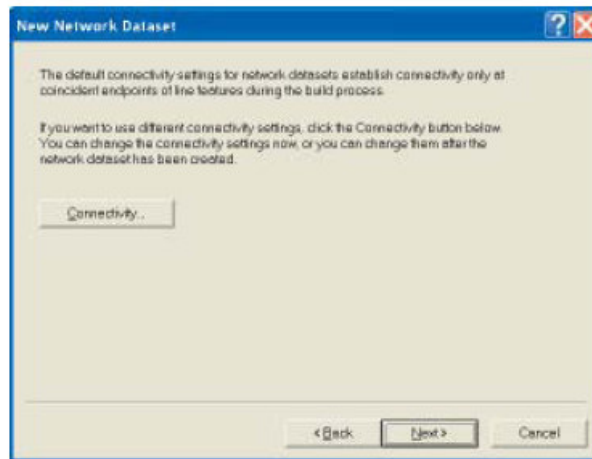 New Network Dataset
The default connectivity settings for network datasets establish connectivity only at
coincident endpoints of line features during the build process.
If you want to use different connectivity settings, click the Connectivity button below.
You can change the connectivity settings now, or you can change them after the
network dataset has been created.
Connectivity...
< Back
Next >
Cancel